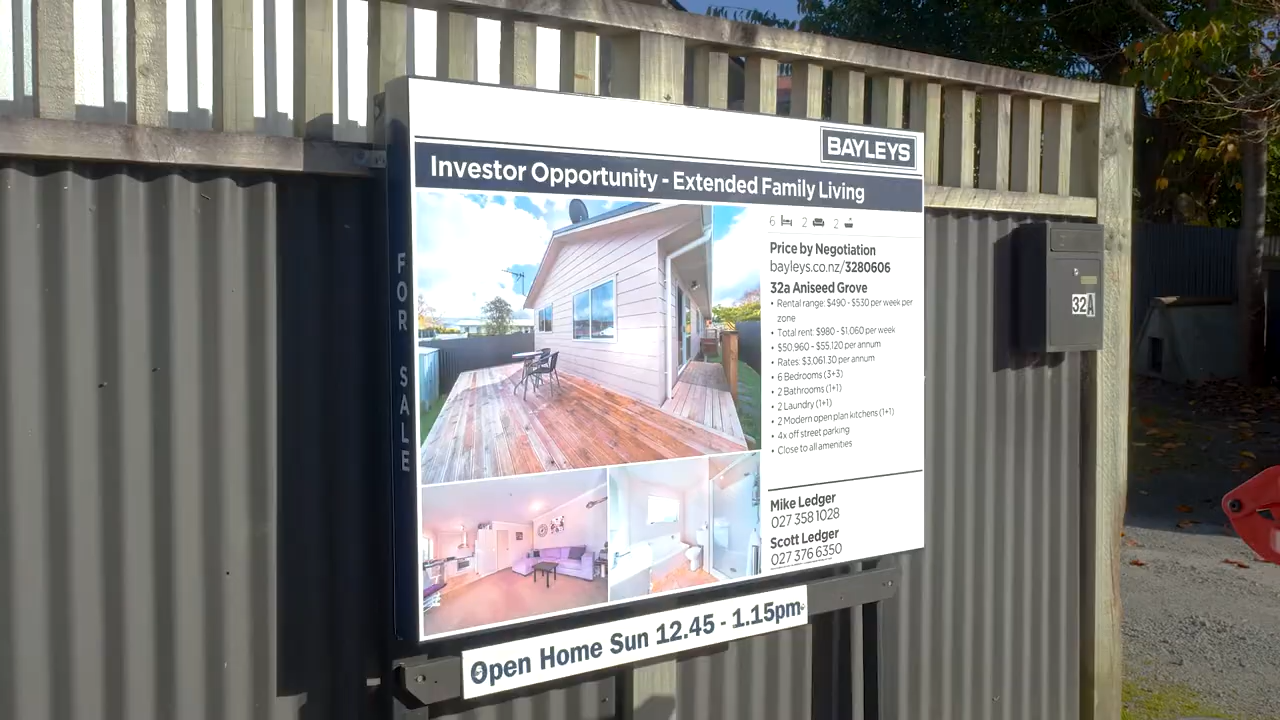 BAYLEYS
Investor Opportunity - Extended Family Living
FOR SALE
6 2 2
Price by Negotiation
bayleys.co.nz/3280606
32a Aniseed Grove
• Rental range: $490 - $530 per week per
zone
• Total rent: $980 - $1,060 per week
• $50,960 - $55,120 per annum
• Rates: $3,061.30 per annum
• 6 Bedrooms (3+3)
• 2 Bathrooms (1+1)
• 2 Laundry (1+1)
• 2 Modern open plan kitchens (1+1)
• 4x off street parking
• Close to all amenities
Mike Ledger
027 358 1028
Scott Ledger
027 376 6350
Open Home Sun 12.45 - 1.15pm
32A